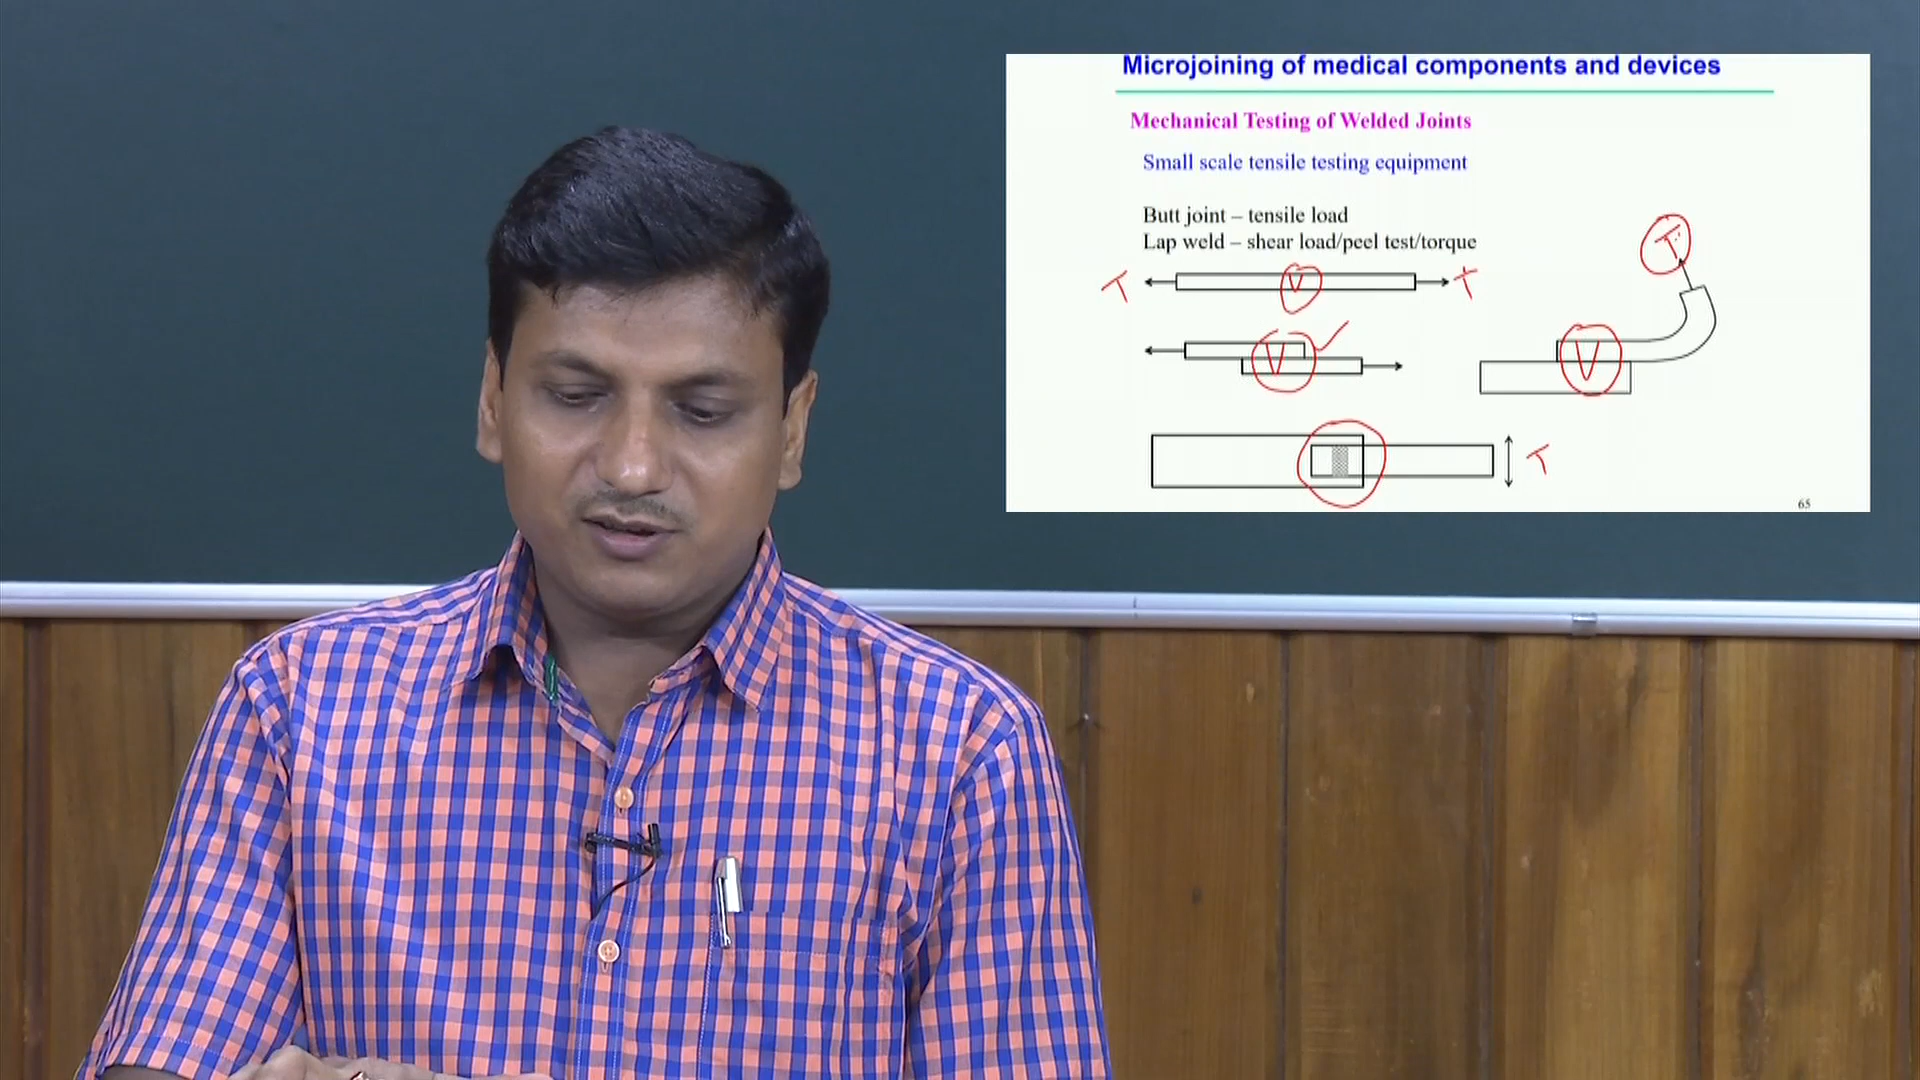 Microjoining of medical components and devices
Mechanical Testing of Welded Joints
Small scale tensile testing equipment
Butt joint – tensile load
Lap weld – shear load/peel test/torque
T
T V T
V
V
T
65